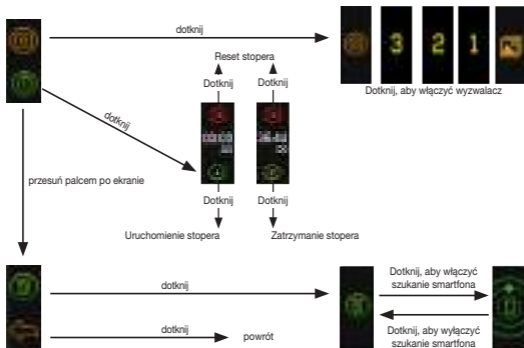 dotknij
3 2 1
Dotknij, aby włączyć wyzwalacz
Reset stopera
Dotknij
Dotknij
dotknij
Dotknij
Dotknij
Uruchomienie stopera
Zatrzymanie stopera
przesuń palcem po ekranie
dotknij
Dotknij, aby włączyć
szukanie smartfona
dotknij
powrót
Dotknij, aby wyłączyć
szukanie smartfona